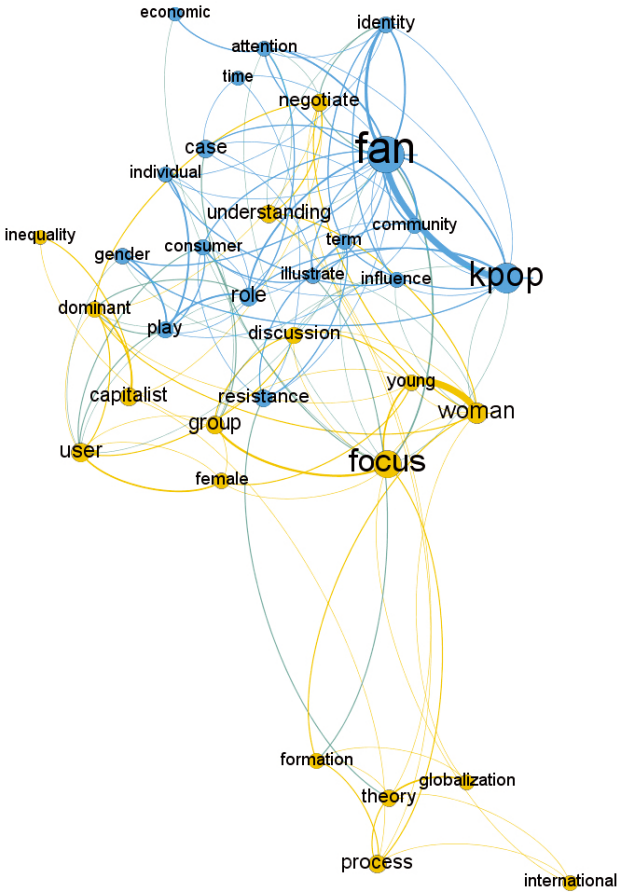 economic
identity
attention
time
negotiate
case
fan
individual
understanding
community
inequality
term
gender
consumer
illustrate
influence
kpop
role
dominant
play
discussion
young
capitalist
resistance
woman
group
user
focus
female
formation
globalization
theory
process
international